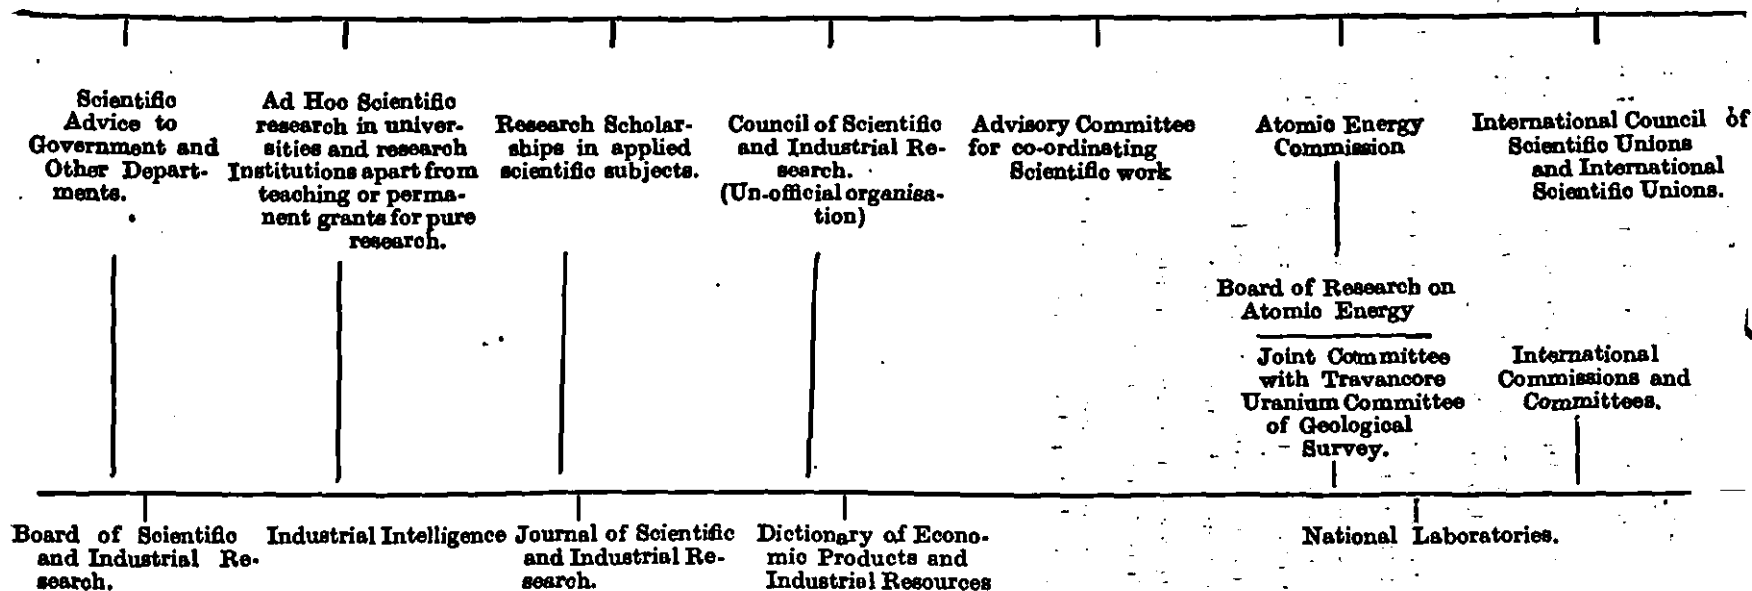 Scientific
Advice to
Government and
Other Depart-
ments.
Ad Hoc Scientific
research in univer-
sities and research
Institutions apart from
teaching or perma-
nent grants for pure
research.
Research Scholar-
ships in applied
scientific subjects.
Council of Scientific
and Industrial Re-
search.
(Un-official organisa-
tion)
Advisory Committee
for co-ordinating
Scientific work
Atomic Energy
Commission
International Council of
Scientific Unions
and International
Scientific Unions.
Board of Research on
Atomic Energy
Joint Committee
with Travancore
Uranium Committee
of Geological
Survey.
International
Commissions and
Committees.
Board of Scientific
and Industrial Re-
search.
Industrial Intelligence
Journal of Scientific
and Industrial Re-
search.
Dictionary of Econo-
mic Products and
Industrial Resources
National Laboratories.